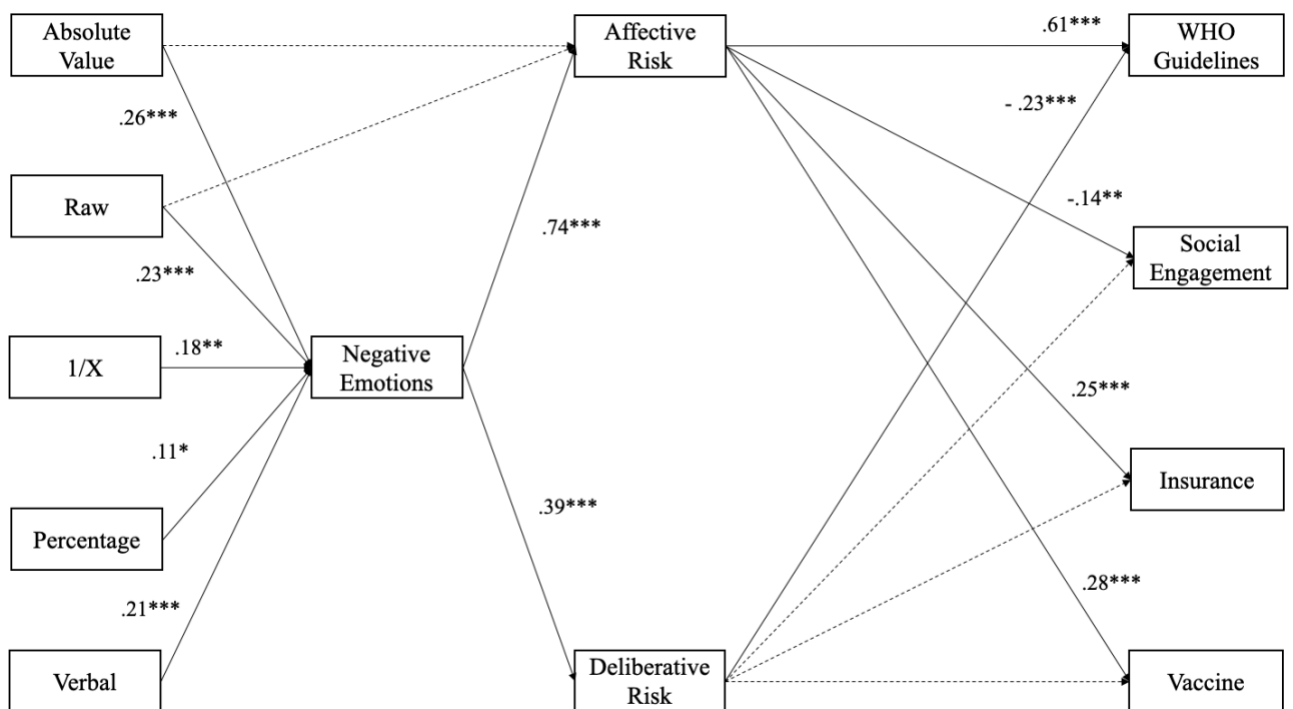 Absolute
Value
Affective
Risk
.61***
WHO
Guidelines
.26***
- .23***
Raw
-.14**
.74***
Social
Engagement
.23***
.18**
1/X
Negative
Emotions
.25***
.11*
Insurance
.39***
Percentage
.28***
.21***
Verbal
Deliberative
Risk
Vaccine